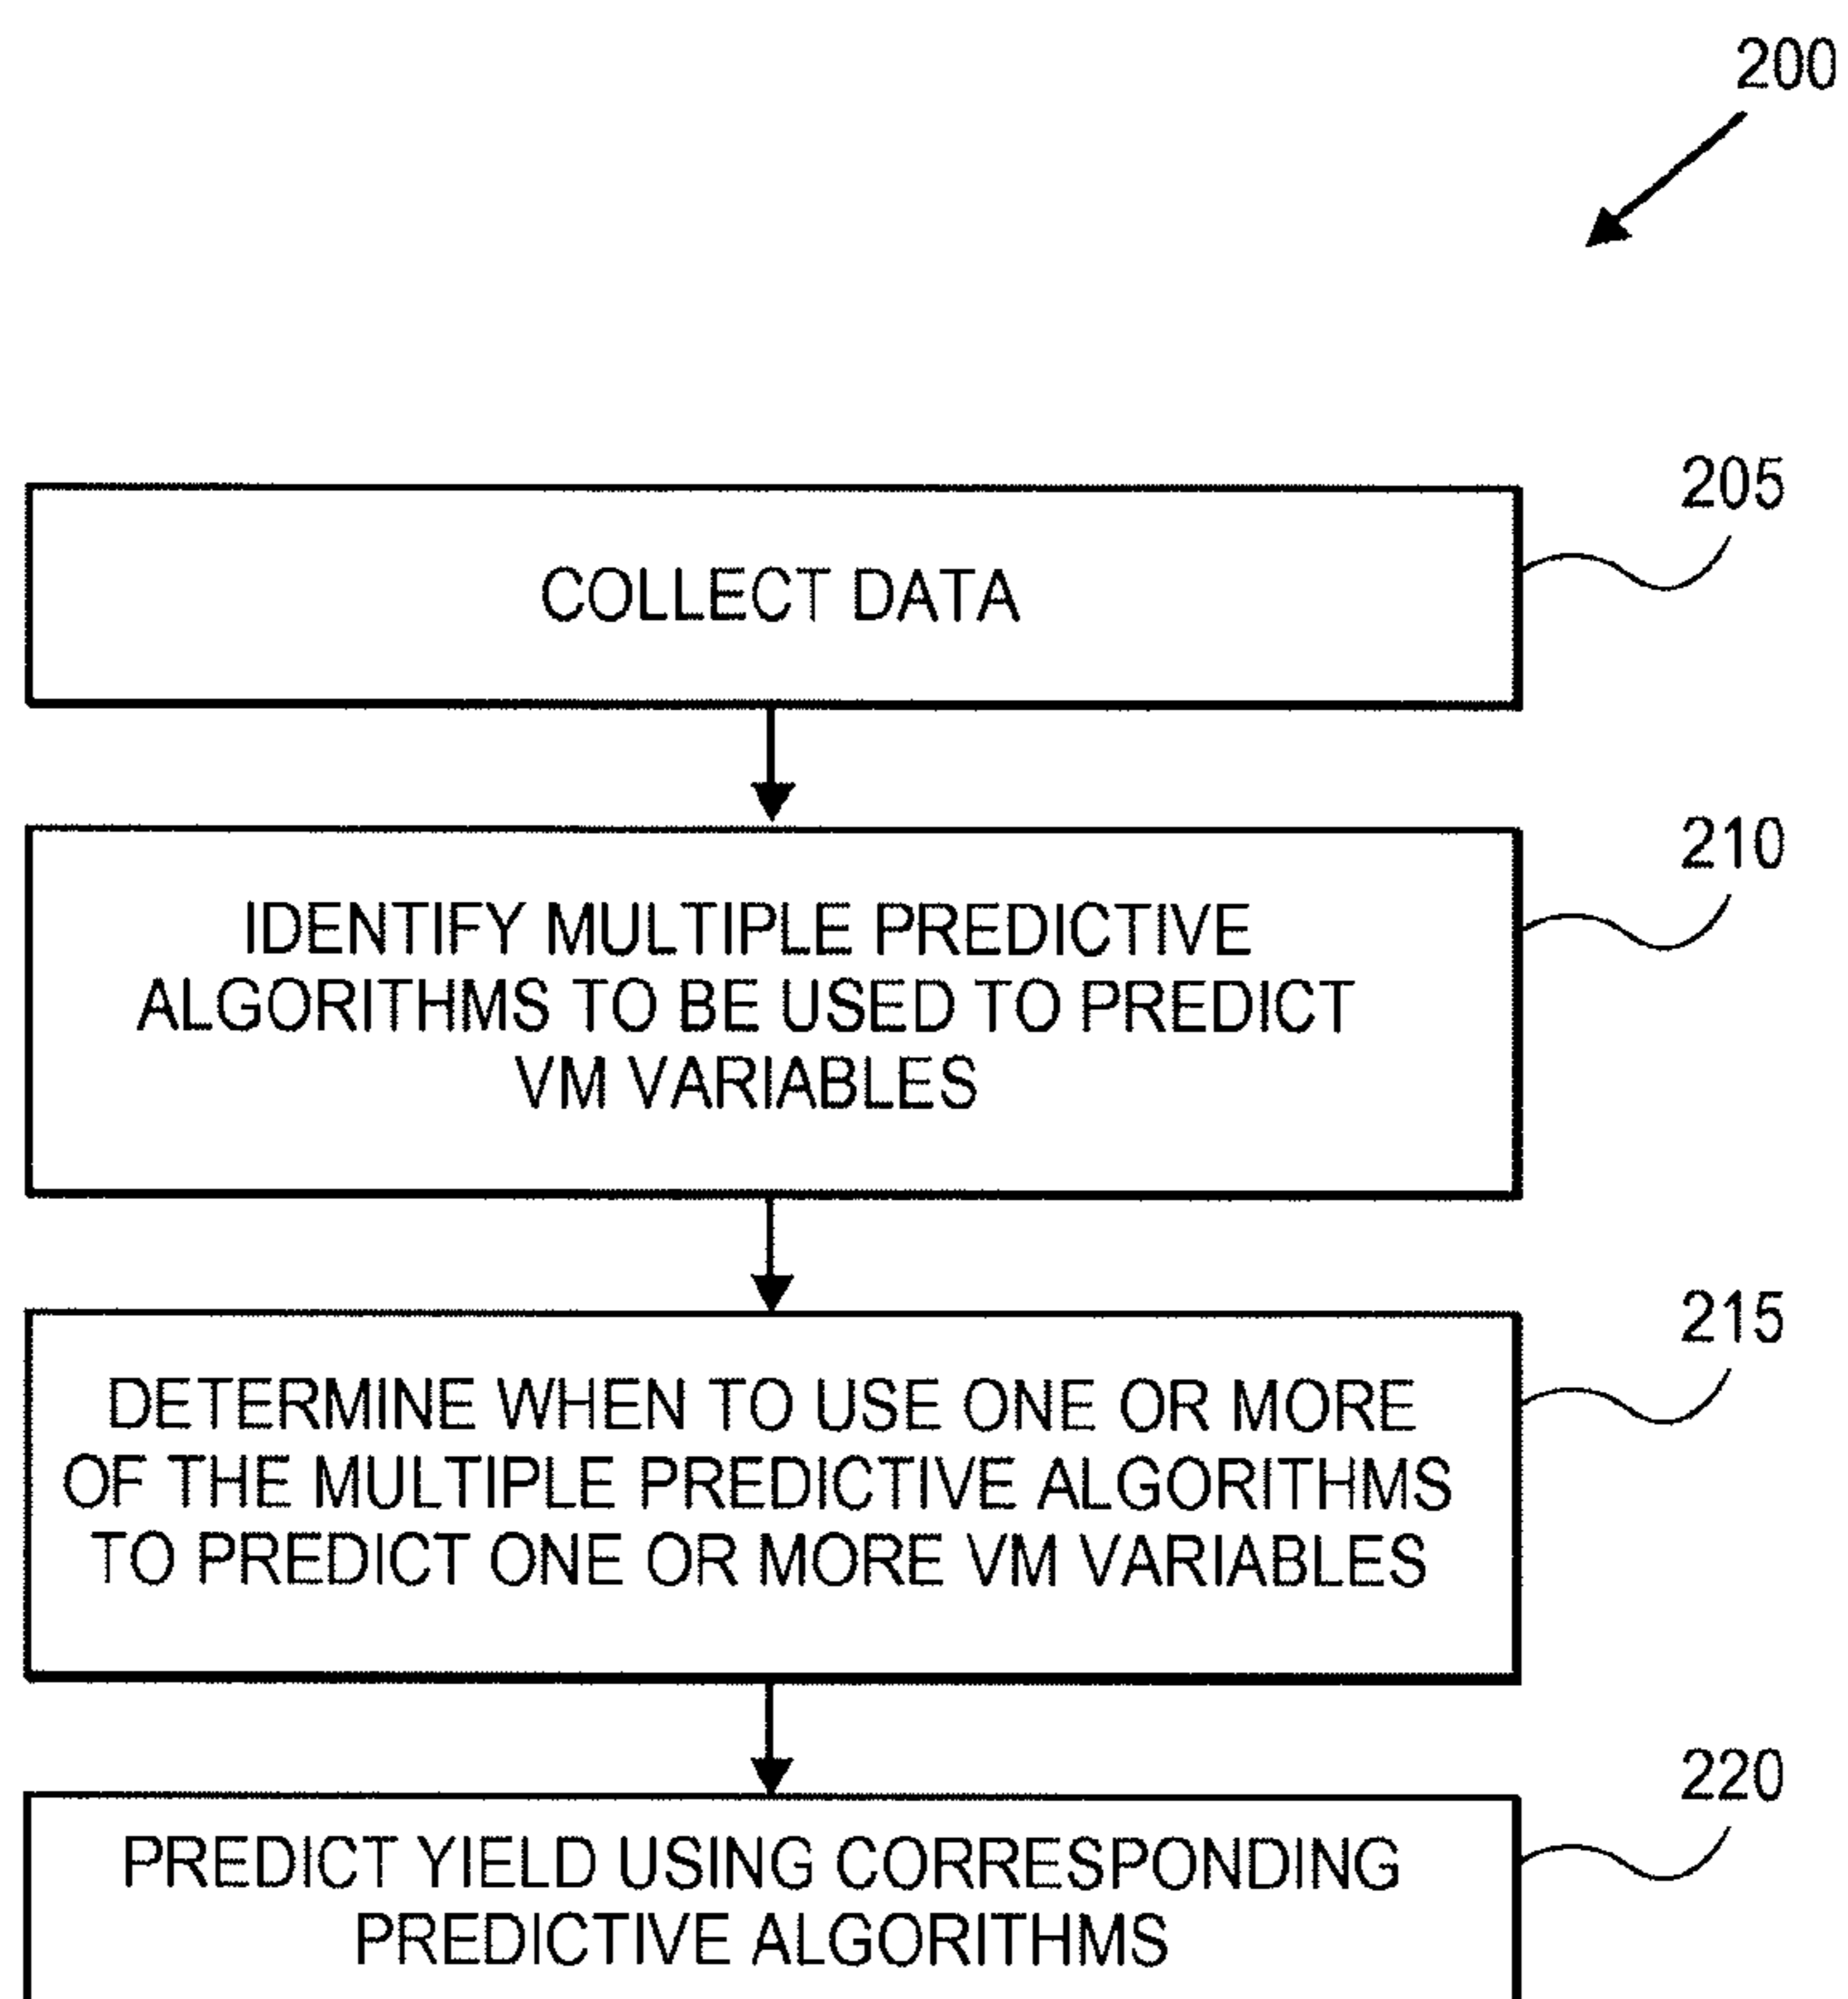 200
205
COLLECT DATA
210
IDENTIFY MULTIPLE PREDICTIVE
ALGORITHMS TO BE USED TO PREDICT
VM VARIABLES
215
DETERMINE WHEN TO USE ONE OR MORE
OF THE MULTIPLE PREDICTIVE ALGORITHMS
TO PREDICT ONE OR MORE VM VARIABLES
220
PREDICT YIELD USING CORRESPONDING
PREDICTIVE ALGORITHMS